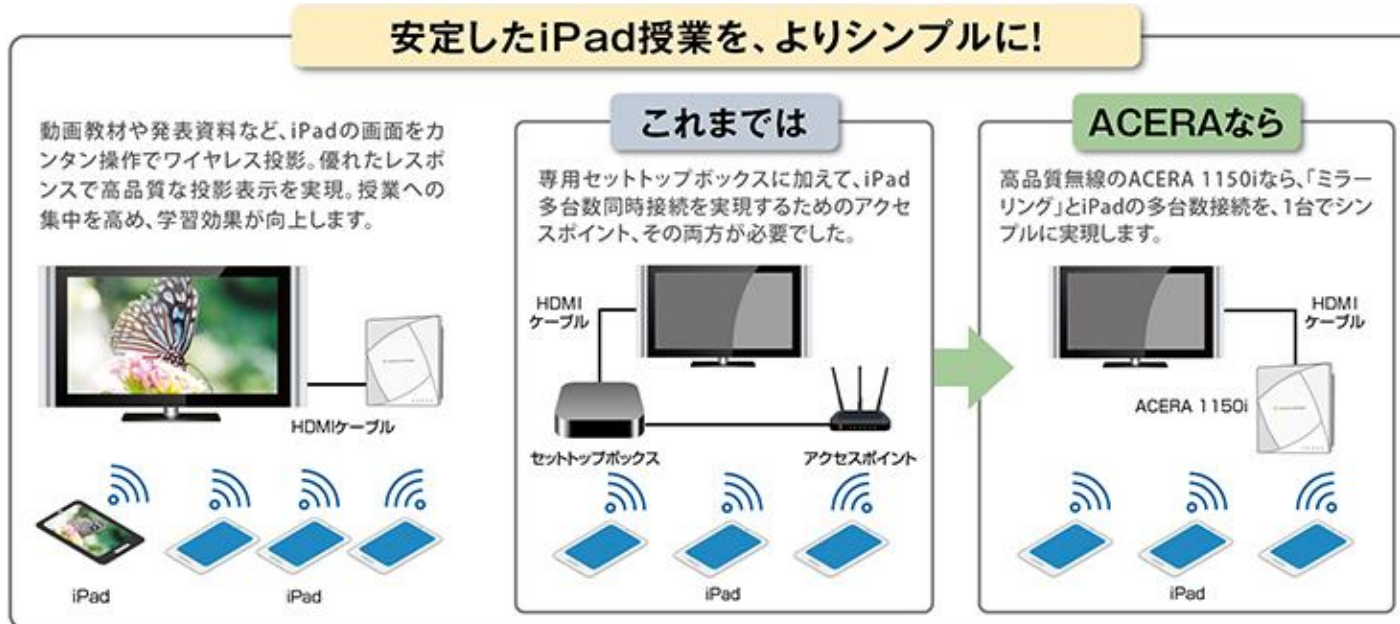 安定したiPad授業を、よりシンプルに!
動画教材や発表資料など、iPadの画面をカ
ンタン操作でワイヤレス投影。優れたレスポ
ンスで高品質な投影表示を実現。授業への
集中を高め、学習効果が向上します。
HDMIケーブル
iPad
iPad
これまでは
専用セットトップボックスに加えて、iPad
多台数同時接続を実現するためのアクセ
スポイント、その両方が必要でした。
HDMI
ケーブル
セットトップボックス
アクセスポイント
iPad
ACERAなら
高品質無線のACERA 1150iなら、「ミラー
リング」とiPadの多台数接続を、1台でシン
プルに実現します。
HDMI
ケーブル
ACERA 1150i
iPad